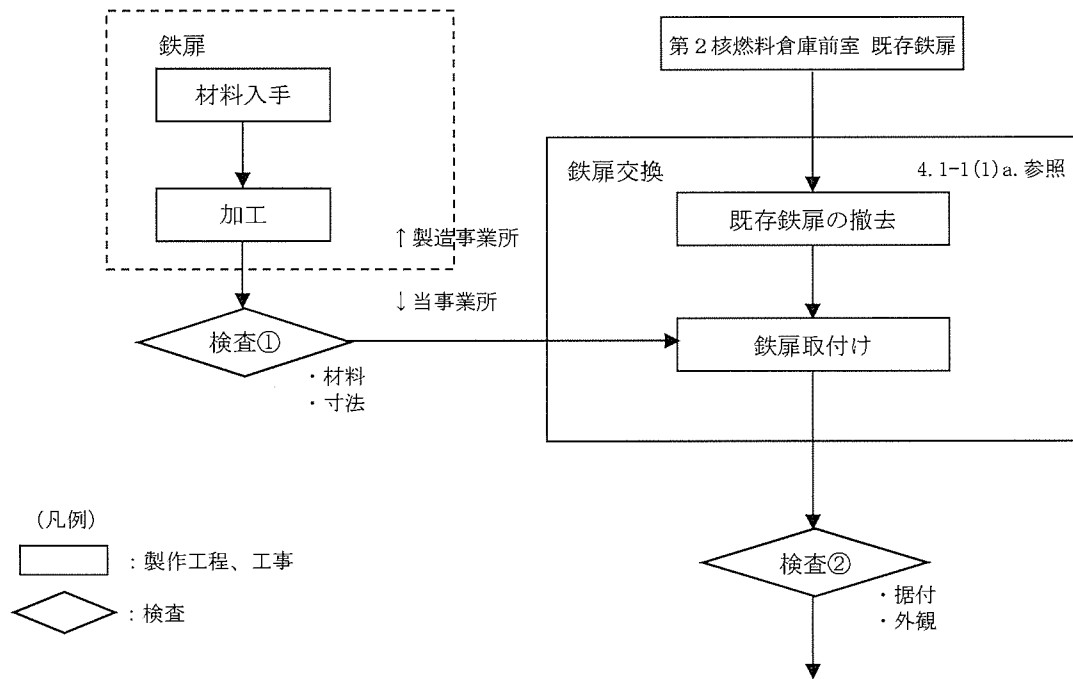 鉄扉
材料入手
加工
↑製造事業所
↓当事業所
検査①
・材料
・寸法
第2核燃料倉庫前室 既存鉄扉
鉄扉交換
4.1-1(1)a.参照
既存鉄扉の撤去
鉄扉取付け
検査②
・据付
・外観
(凡例)
：製作工程、工事
：検査